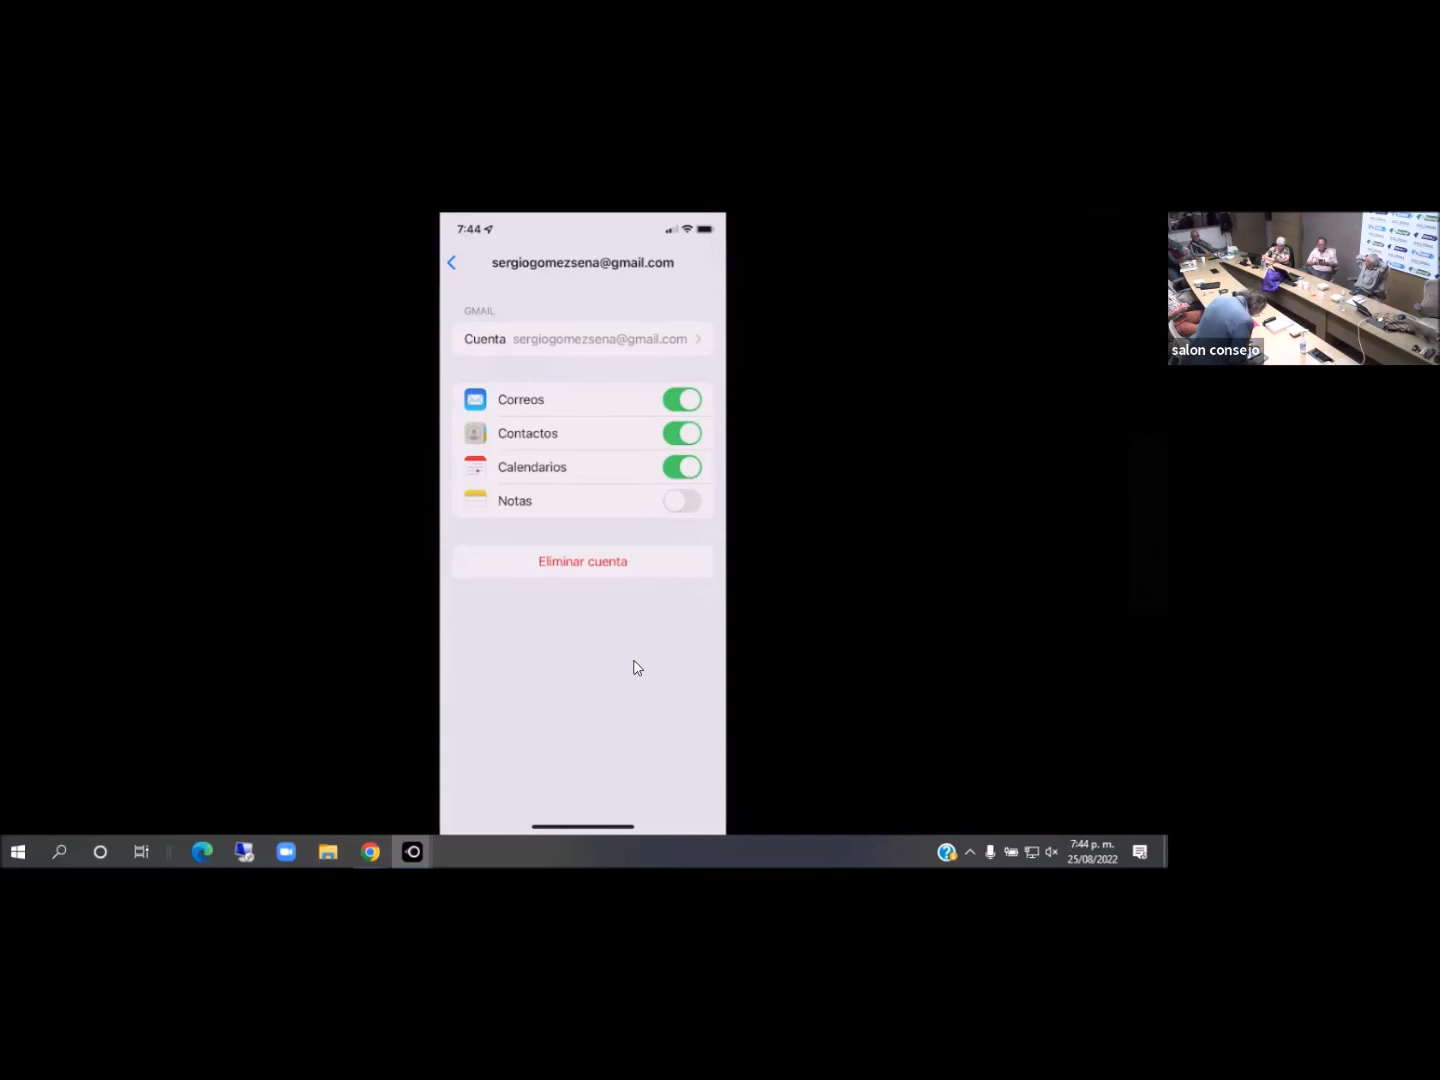 7:44
sergiogomezsena@gmail.com
GMAIL
Cuenta sergiogomezsena@gmail.com
Correos
Contactos
Calendarios
Notas
Eliminar cuenta
salon consejo
7:44 p. m.
25/08/2022